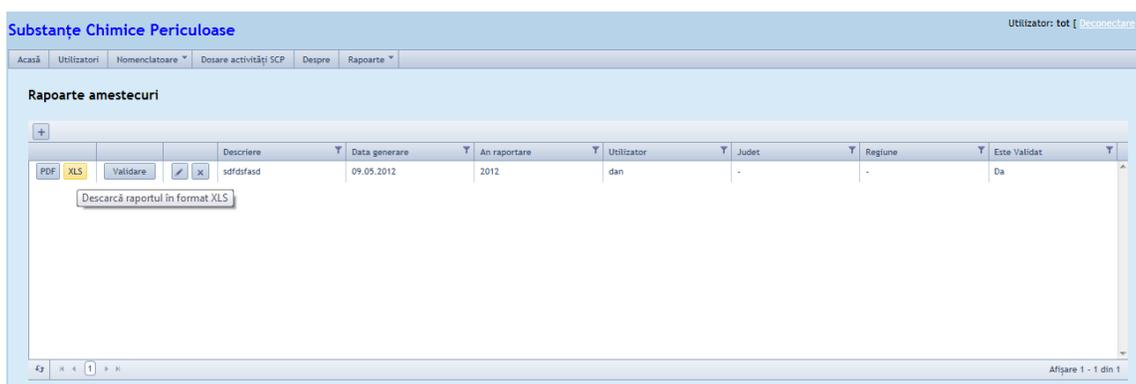 Substanțe Chimice Periculoase
Utilizator: tot [ Deconectare
Acasă Utilizatori Nomenclatoare Dosare activități SCP Despre Rapoarte
Rapoarte amestecuri
+
Descriere Data generare An raportare Utilizator Judet Regiune Este Validat
PDF XLS Validare x sdfdsfasd 09.05.2012 2012 dan - - Da
Descarcă raportul în format XLS
1
Afișare 1 - 1 din 1